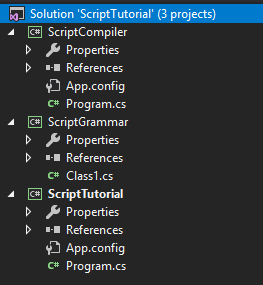 Solution 'ScriptTutorial' (3 projects)
C# ScriptCompiler
Properties
References
App.config
C# Program.cs
C# ScriptGrammar
Properties
References
C# Class1.cs
C# ScriptTutorial
Properties
References
App.config
C# Program.cs